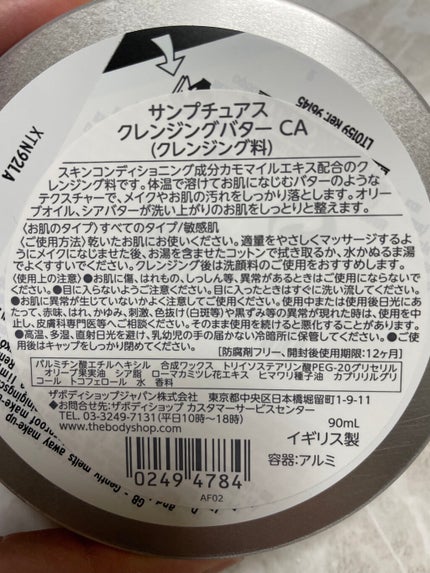 XTN92LA
LT0159 Ref: 96145
サンプチュアス
クレンジングバター CA
(クレンジング料)
スキンコンディショニング成分カモマイルエキス配合のク
レンジング料です。体温で溶けてお肌になじむバターのような
テクスチャーで、メイクやお肌の汚れをしっかり落とします。オリー
ブオイル、シアバターが洗い上がりのお肌をしっとりと整えます。
〈お肌のタイプ〉すべてのタイプ/敏感肌
〈ご使用方法〉乾いたお肌にお使いください。適量をやさしくマッサージするよ
うにメイクになじませた後、お湯を含ませたコットンで拭き取るか、水かぬるま湯
でよくすすいでください。クレンジング後は洗顔料のご使用をおすすめします。
〈使用上の注意〉●お肌に傷、はれもの、しっしん等、異常があるときはご使用にならないで
ください。●目に入らないようご注意ください。目に入ったときはすぐに洗い流してください。
●お肌に異常が生じていないかよく注意してご使用ください。使用中または使用後日光にあ
たって、赤味、はれ、かゆみ、刺激、色抜け(白斑等)や黒ずみ等の異常が現れた時は、使用を中
止し、皮膚科専門医等へご相談ください。そのまま使用を続けると悪化することがあります。
●高温、多湿、直射日光を避け、乳幼児の手の届かない冷暗所に保管してください。●ご使
用後はキャップをしっかり閉めてください。
[防腐剤フリー、開封後使用期限:12ヶ月]
パルミチン酸エチルヘキシル 合成ワックス トリイソステアリン酸PEG-20グリセリル
オリーブ果実油 シア脂 ローマカミツレ花エキス ヒマワリ種子油 カプリリルグリ
コール トコフェロール 水 香料
ザボディショップジャパン株式会社 東京都中央区日本橋堀留町1-9-11
◆お問合せ先:ザボディショップ カスタマーサービスセンター
TEL 03-3249-7131(平日10時~18時)
www.thebodyshop.com
90mL
イギリス製
容器:アルミ
0249 4784
AF02
GB. Gently melts away make-up